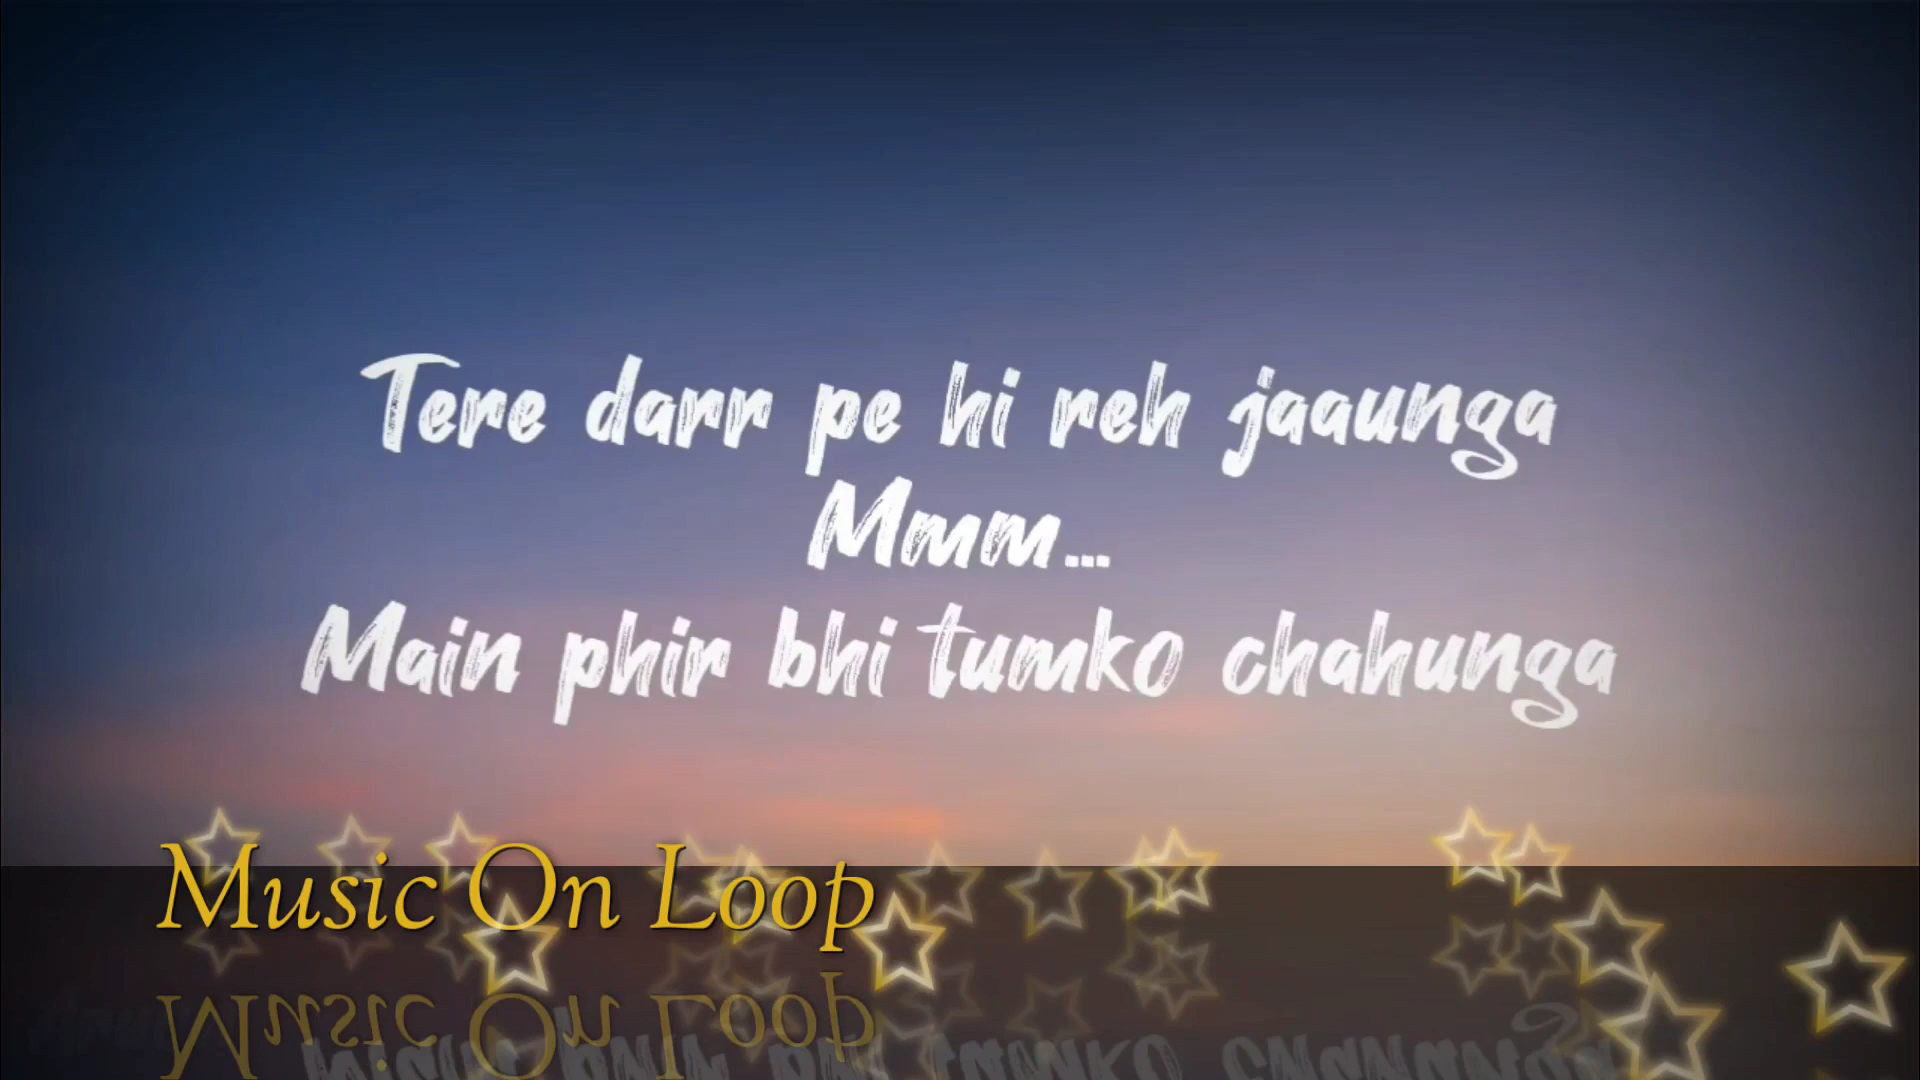 Tere darr pe hi reh jaaunga
Mmm...
Main phir bhi tumko chahunga
Music On Loop